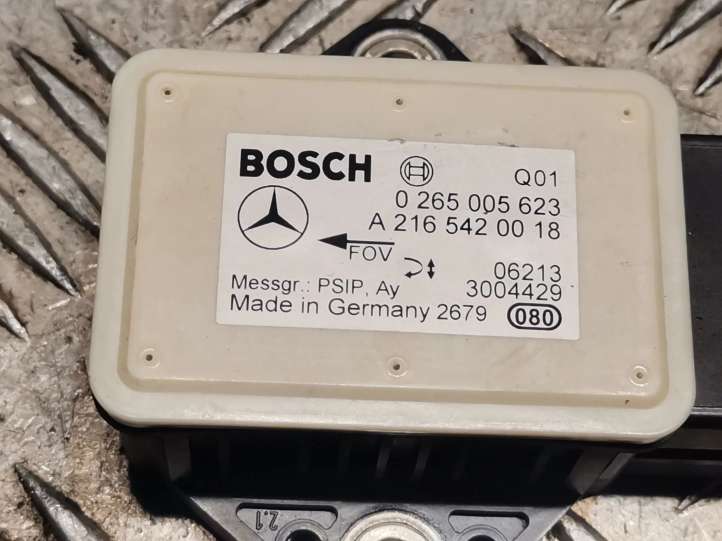 BOSCH Q01
0 265 005 623
A 216 542 00 18
FOV
06213
Messgr.: PSIP, Ay 3004429
Made in Germany 2679 080
2.1